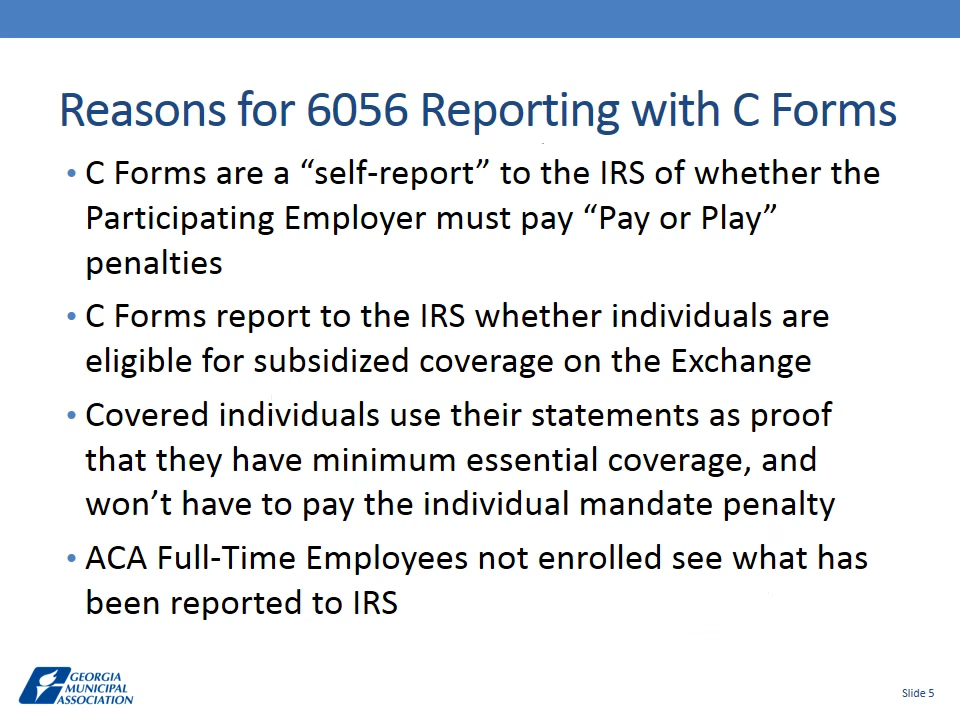 Reasons for 6056 Reporting with C Forms
• C Forms are a “self-report” to the IRS of whether the
Participating Employer must pay “Pay or Play”
penalties
• C Forms report to the IRS whether individuals are
eligible for subsidized coverage on the Exchange
• Covered individuals use their statements as proof
that they have minimum essential coverage, and
won’t have to pay the individual mandate penalty
• ACA Full-Time Employees not enrolled see what has
been reported to IRS
GEORGIA
MUNICIPAL
ASSOCIATION
Slide 5